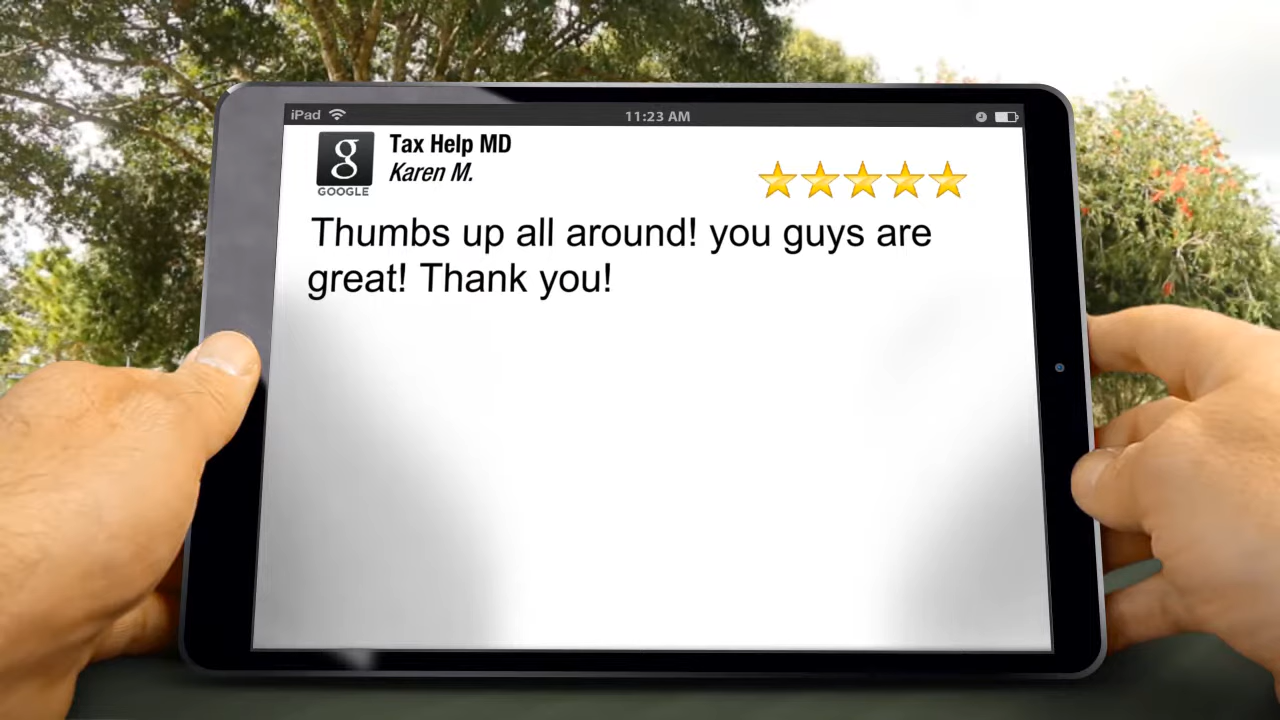 iPad
11:23 AM
g
GOOGLE
Tax Help MD
Karen M.
Thumbs up all around! you guys are
great! Thank you!